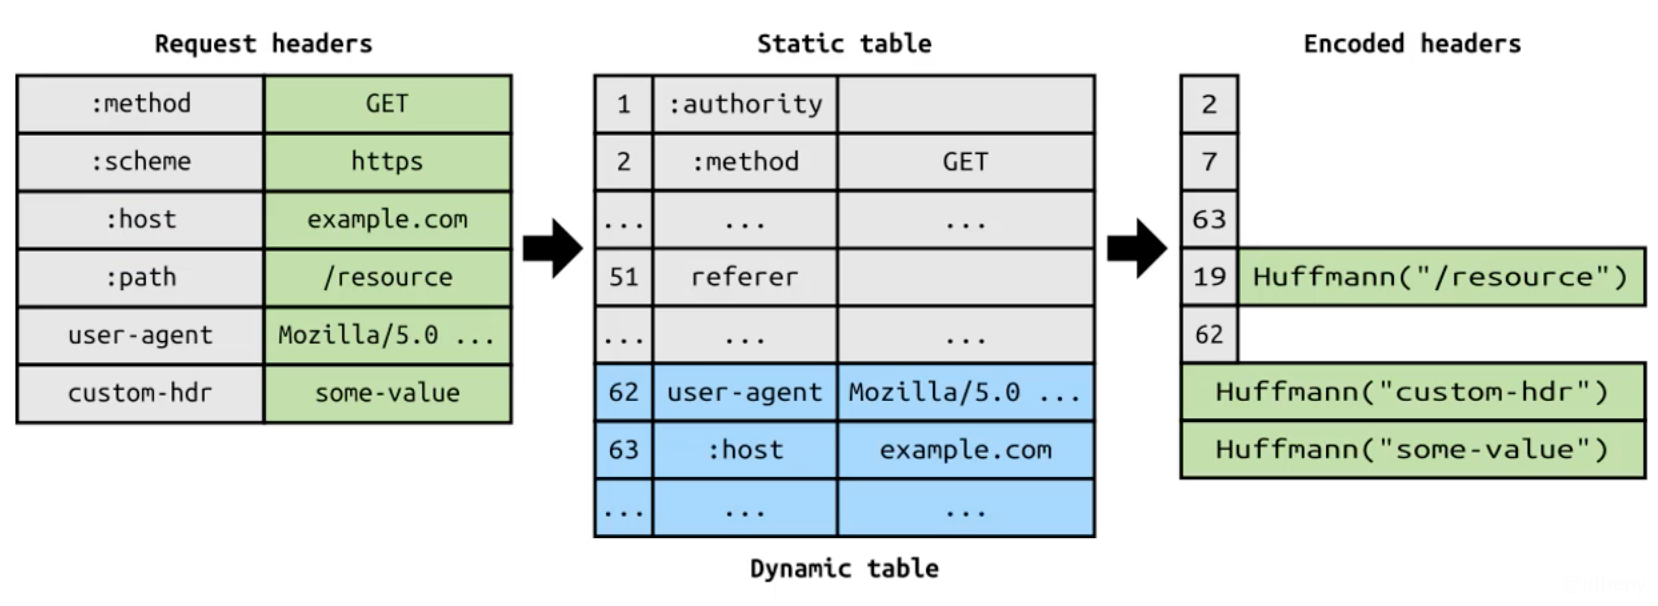 Request headers
:method GET
:scheme https
:host example.com
:path /resource
user-agent Mozilla/5.0 ...
custom-hdr some-value
Static table
1 :authority
2 :method GET
... ... ...
51 referer
... ... ...
62 user-agent Mozilla/5.0 ...
63 :host example.com
... ... ...
Dynamic table
Encoded headers
2
7
63
19 Huffmann("/resource")
62
Huffmann("custom-hdr")
Huffmann("some-value")